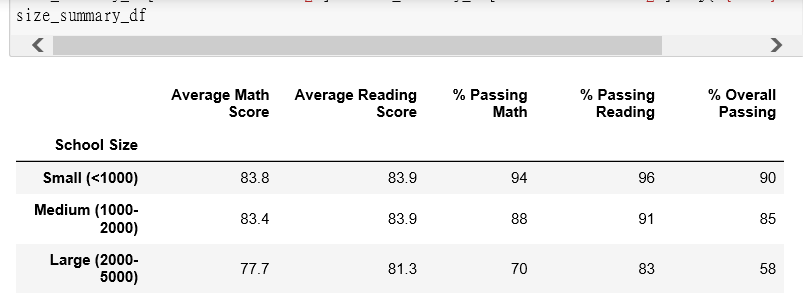 size_summary_df
Average Math Score Average Reading Score % Passing Math % Passing Reading % Overall Passing
School Size
Small (<1000) 83.8 83.9 94 96 90
Medium (1000-2000) 83.4 83.9 88 91 85
Large (2000-5000) 77.7 81.3 70 83 58